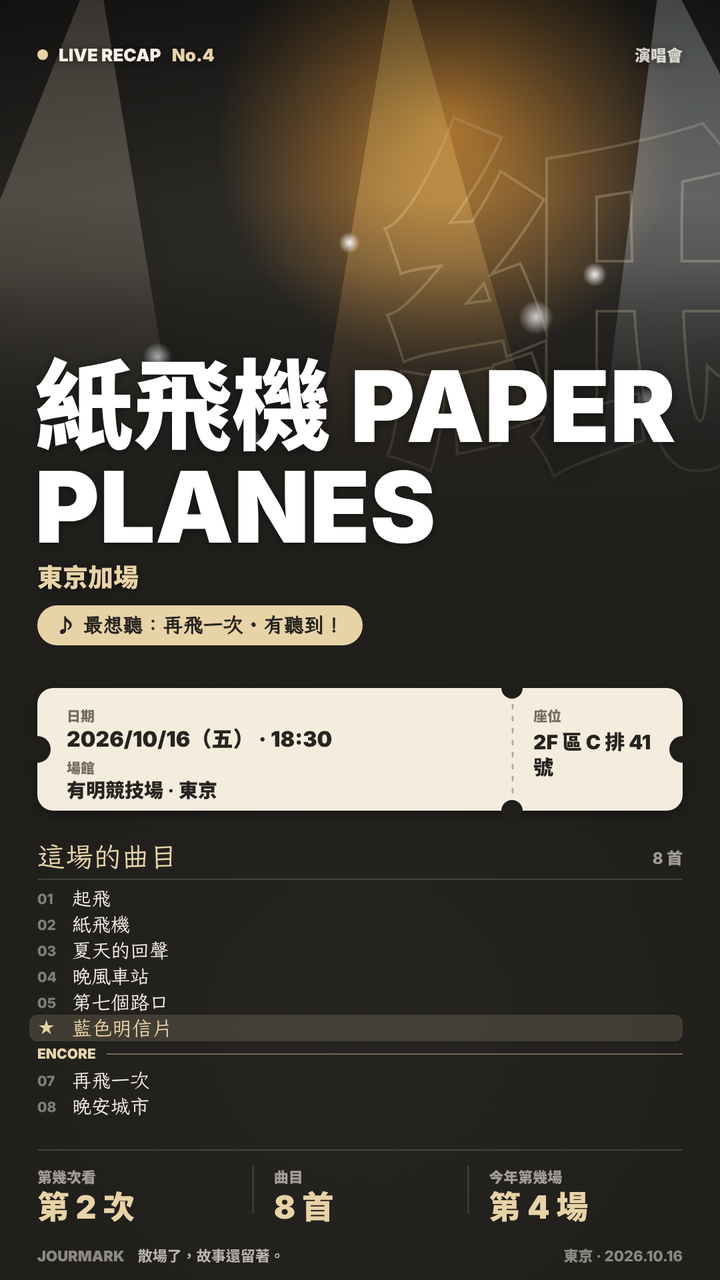 LIVE RECAP No.4
演唱會
紙
紙飛機 PAPER
PLANES
東京加場
♪ 最想聽：再飛一次・有聽到！
日期
2026/10/16（五） · 18:30
場館
有明競技場 · 東京
座位
2F 區 C 排 41
號
這場的曲目
8 首
01 起飛
02 紙飛機
03 夏天的回聲
04 晚風車站
05 第七個路口
★ 藍色明信片
ENCORE
07 再飛一次
08 晚安城市
第幾次看
第 2 次
曲目
8 首
今年第幾場
第 4 場
JOURMARK 散場了，故事還留著。
東京 · 2026.10.16